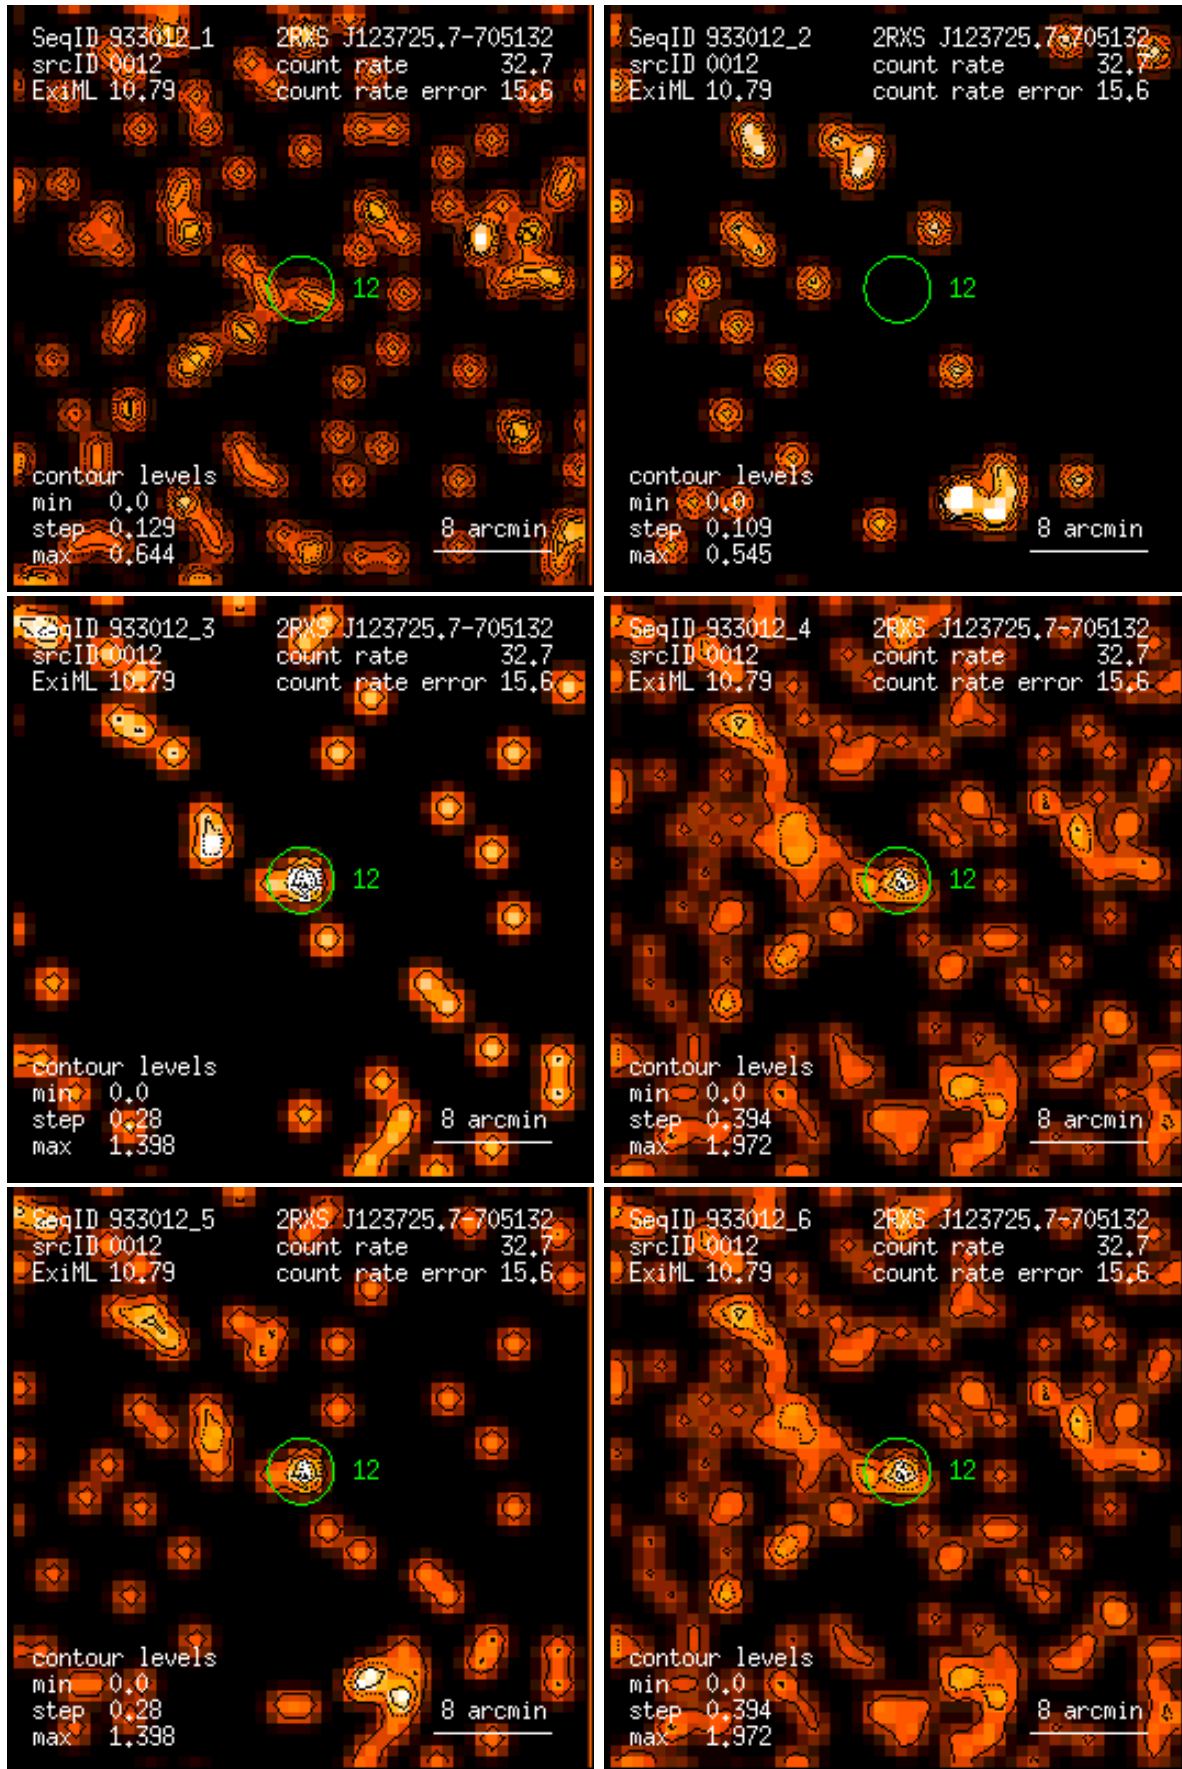 SeqID 933012_1 2RXS J123725.7-705132
srcID 0012 count rate 32.7
ExiML 10.79 count rate error 15.6
12
contour levels
min 0.0
step 0.129 8 arcmin
max 0.644
SeqID 933012_2 2RXS J123725.7-705132
srcID 0012 count rate 32.7
ExiML 10.79 count rate error 15.6
12
contour levels
min 0.0
step 0.109 8 arcmin
max 0.545
SeqID 933012_3 2RXS J123725.7-705132
srcID 0012 count rate 32.7
ExiML 10.79 count rate error 15.6
12
contour levels
min 0.0
step 0.28 8 arcmin
max 1.398
SeqID 933012_4 2RXS J123725.7-705132
srcID 0012 count rate 32.7
ExiML 10.79 count rate error 15.6
12
contour levels
min 0.0
step 0.394 8 arcmin
max 1.972
SeqID 933012_5 2RXS J123725.7-705132
srcID 0012 count rate 32.7
ExiML 10.79 count rate error 15.6
12
contour levels
min 0.0
step 0.28 8 arcmin
max 1.398
SeqID 933012_6 2RXS J123725.7-705132
srcID 0012 count rate 32.7
ExiML 10.79 count rate error 15.6
12
contour levels
min 0.0
step 0.394 8 arcmin
max 1.972